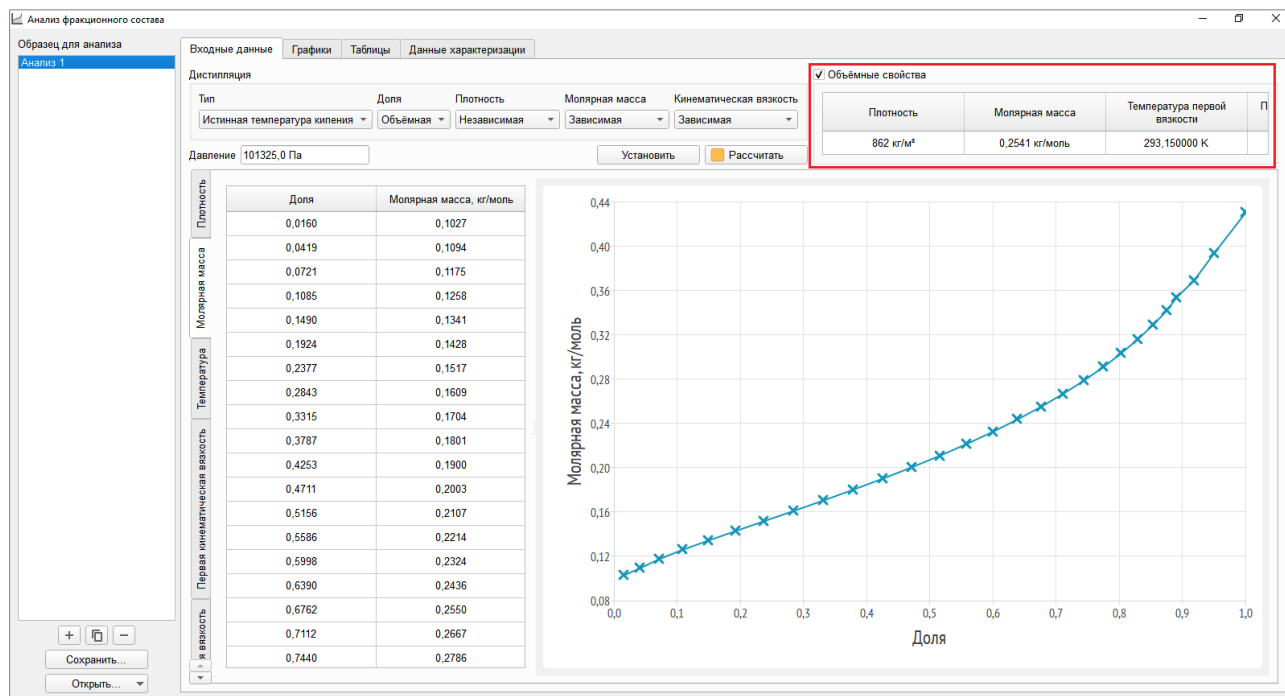 Анализ фракционного состава
Образец для анализа
Анализ 1
Входные данные Графики Таблицы Данные характеризации
Дистилляция
Тип Доля Плотность Молярная масса Кинематическая вязкость
Истинная температура кипения Объёмная Независимая Зависимая Зависимая
Давление 101325,0 Па Установить Рассчитать
Объёмные свойства
Плотность Молярная масса Температура первой
вязкости
П
862 кг/м³ 0,2541 кг/моль 293,150000 K
Плотность
Молярная масса
Температура
Первая кинематическая вязкость
я вязкость
Доля Молярная масса, кг/моль
0,0160 0,1027
0,0419 0,1094
0,0721 0,1175
0,1085 0,1258
0,1490 0,1341
0,1924 0,1428
0,2377 0,1517
0,2843 0,1609
0,3315 0,1704
0,3787 0,1801
0,4253 0,1900
0,4711 0,2003
0,5156 0,2107
0,5586 0,2214
0,5998 0,2324
0,6390 0,2436
0,6762 0,2550
0,7112 0,2667
0,7440 0,2786
Молярная масса, кг/моль
0,44
0,40
0,36
0,32
0,28
0,24
0,20
0,16
0,12
0,08
0,0 0,1 0,2 0,3 0,4 0,5 0,6 0,7 0,8 0,9 1,0
Доля
Сохранить...
Открыть...